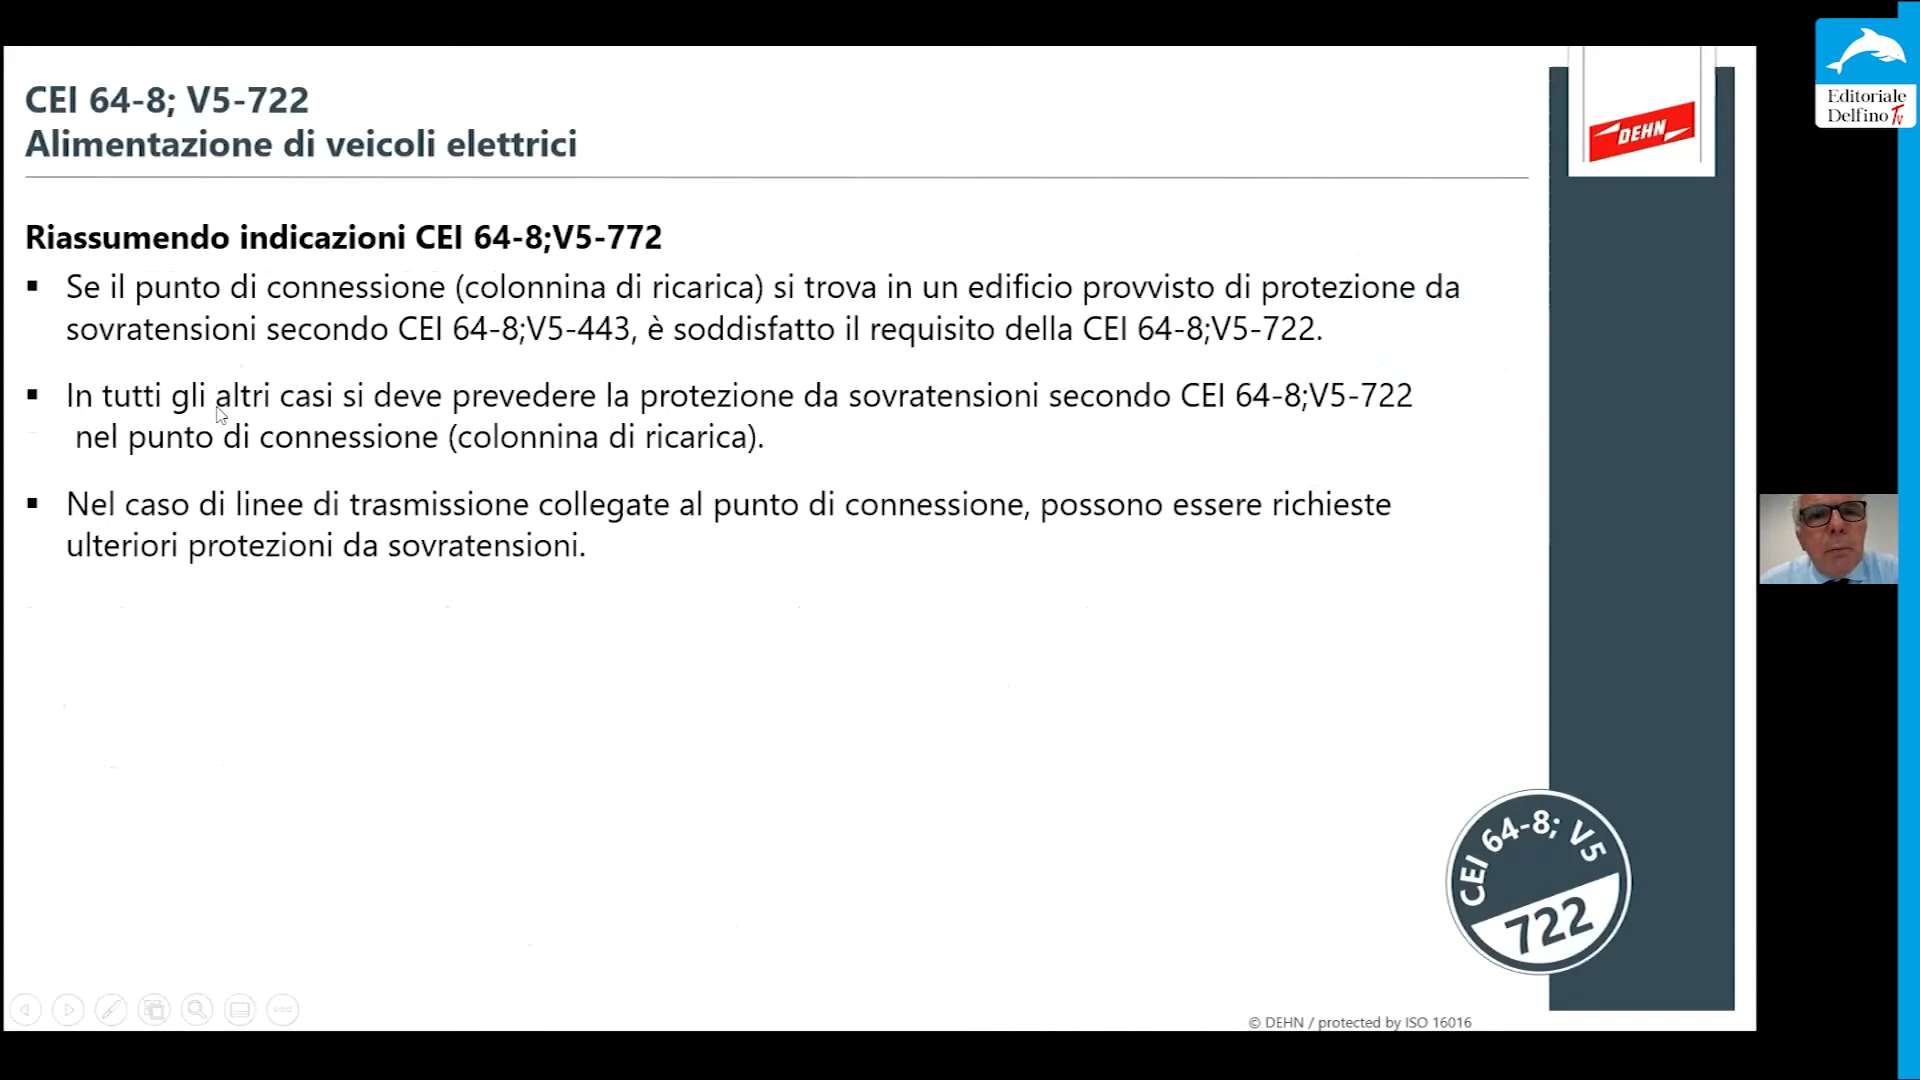 CEI 64-8; V5-722
Alimentazione di veicoli elettrici
DEHN
Editoriale
Delfino Tv
Riassumendo indicazioni CEI 64-8;V5-772
▪ Se il punto di connessione (colonnina di ricarica) si trova in un edificio provvisto di protezione da
sovratensioni secondo CEI 64-8;V5-443, è soddisfatto il requisito della CEI 64-8;V5-722.
▪ In tutti gli altri casi si deve prevedere la protezione da sovratensioni secondo CEI 64-8;V5-722
nel punto di connessione (colonnina di ricarica).
▪ Nel caso di linee di trasmissione collegate al punto di connessione, possono essere richieste
ulteriori protezioni da sovratensioni.
CEI 64-8; V5
722
© DEHN / protected by ISO 16016